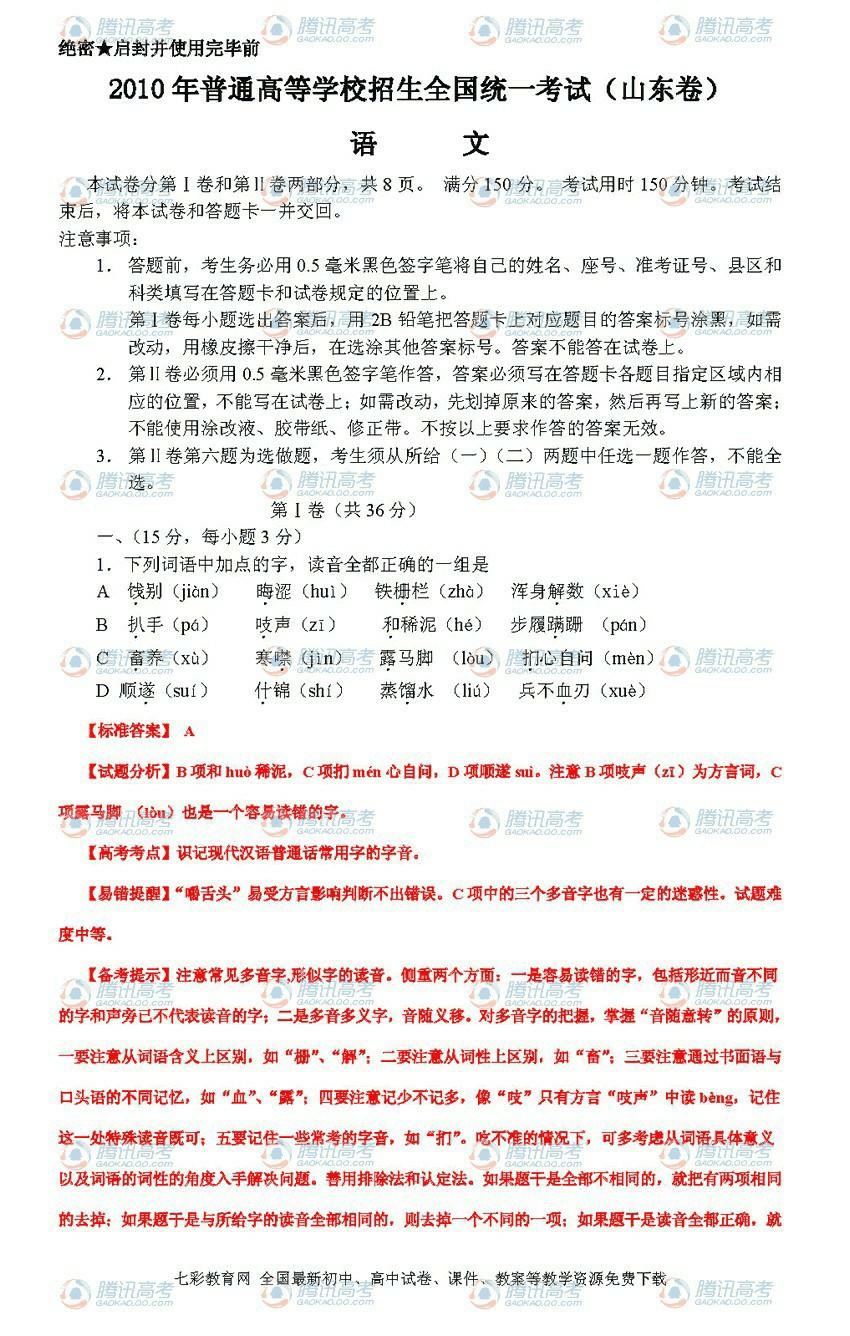 绝密★启封并使用完毕前
2010年普通高等学校招生全国统一考试（山东卷）
语 文
本试卷分第Ⅰ卷和第Ⅱ卷两部分，共8页。 满分150分。 考试用时150分钟。考试结
束后，将本试卷和答题卡一并交回。
注意事项：
1. 答题前，考生务必用0.5毫米黑色签字笔将自己的姓名、座号、准考证号、县区和
科类填写在答题卡和试卷规定的位置上。
第Ⅰ卷每小题选出答案后，用2B铅笔把答题卡上对应题目的答案标号涂黑，如需
改动，用橡皮擦干净后，在选涂其他答案标号。答案不能答在试卷上。
2. 第Ⅱ卷必须用0.5毫米黑色签字笔作答，答案必须写在答题卡各题目指定区域内相
应的位置，不能写在试卷上；如需改动，先划掉原来的答案，然后再写上新的答案；
不能使用涂改液、胶带纸、修正带。不按以上要求作答的答案无效。
3. 第Ⅱ卷第六题为选做题，考生须从所给（一）（二）两题中任选一题作答，不能全
选。
第Ⅰ卷（共36分）
一、（15分，每小题3分）
1．下列词语中加点的字，读音全都正确的一组是
A 饯别（jiàn） 晦涩（huì） 铁栅栏（zhà） 浑身解数（xiè）
B 扒手（pá） 吱声（zī） 和稀泥（hé） 步履蹒跚 （pán）
C 畜养（xù） 寒噤（jìn） 露马脚 （lòu） 扪心自问（mèn）
D 顺遂（suí） 什锦（shí） 蒸馏水 （liú） 兵不血刃（xuè）
【标准答案】 A
【试题分析】B项和huò稀泥，C项扪mén心自问，D项顺遂suì。注意B项吱声（zī）为方言词，C
项露马脚 （lòu）也是一个容易读错的字。
【高考考点】识记现代汉语普通话常用字的字音。
【易错提醒】“嚼舌头”易受方言影响判断不出错误。C项中的三个多音字也有一定的迷惑性。试题难
度中等。
【备考提示】注意常见多音字,形似字的读音。侧重两个方面：一是容易读错的字，包括形近而音不同
的字和声旁已不代表读音的字；二是多音多义字，音随义移。对多音字的把握，掌握“音随意转”的原则，
一要注意从词语含义上区别，如“栅”、“解”；二要注意从词性上区别，如“畜”；三要注意通过书面语与
口头语的不同记忆，如“血”、“露”；四要注意记少不记多，像“吱”只有方言“吱声”中读bèng，记住
这一处特殊读音既可；五要记住一些常考的字音，如“扪”。吃不准的情况下，可多考虑从词语具体意义
以及词语的词性的角度入手解决问题。善用排除法和认定法。如果题干是全部不相同的，就把有两项相同
的去掉；如果题干是与所给字的读音全部相同的，则去掉一个不同的一项；如果题干是读音全都正确，就
七彩教育网 全国最新初中、高中试卷、课件、教案等教学资源免费下载
腾讯高考
GAOKAO.QQ.COM